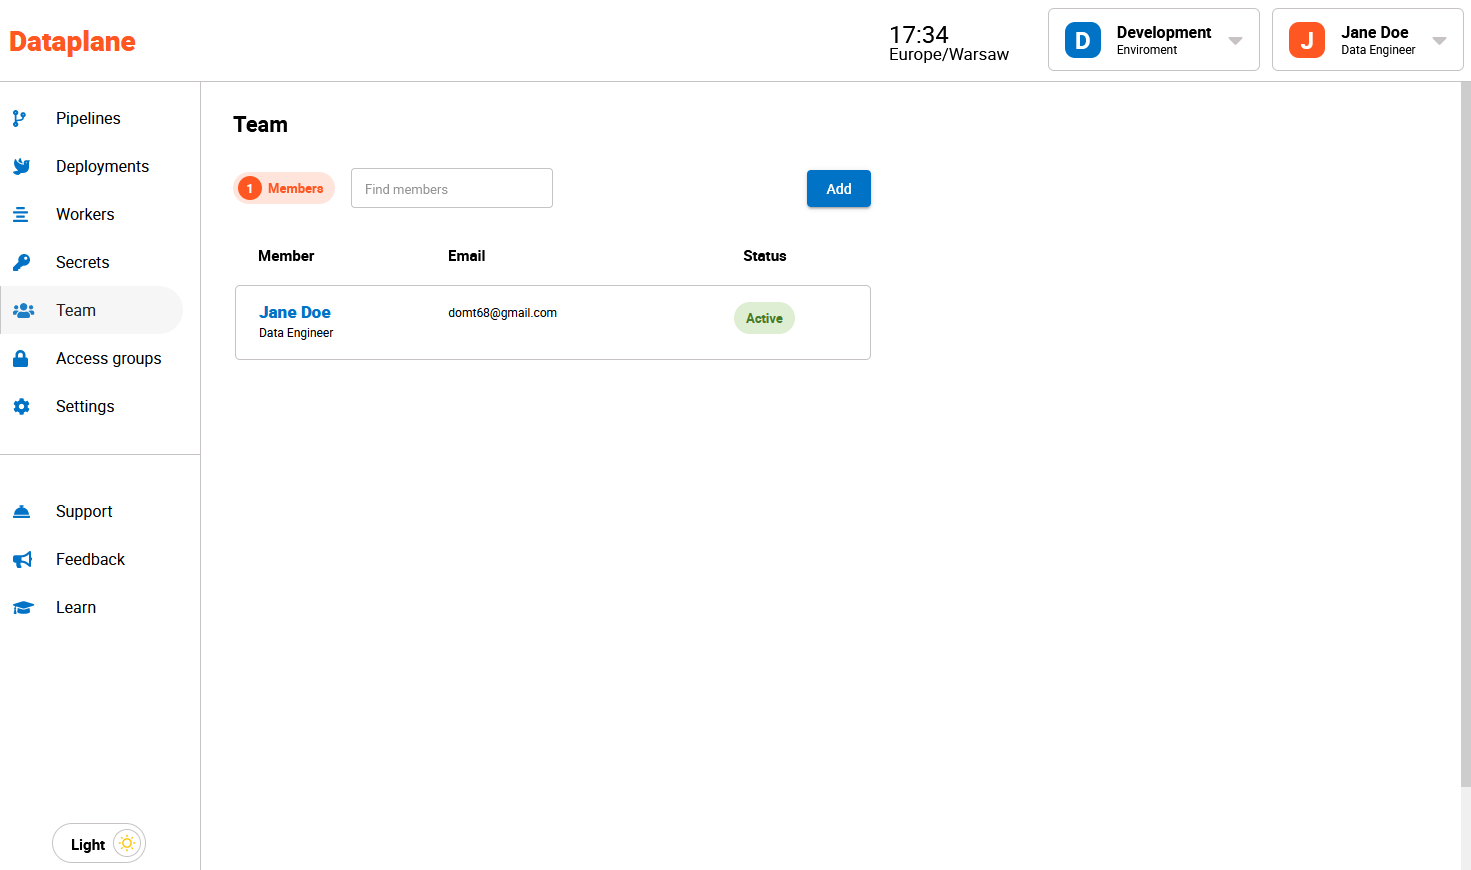 Dataplane
17:34
Europe/Warsaw
D
Development
Enviroment
J
Jane Doe
Data Engineer
Pipelines
Deployments
Workers
Secrets
Team
Access groups
Settings
Support
Feedback
Learn
Light
Team
1 Members
Find members
Add
Member Email Status
Jane Doe domt68@gmail.com Active
Data Engineer